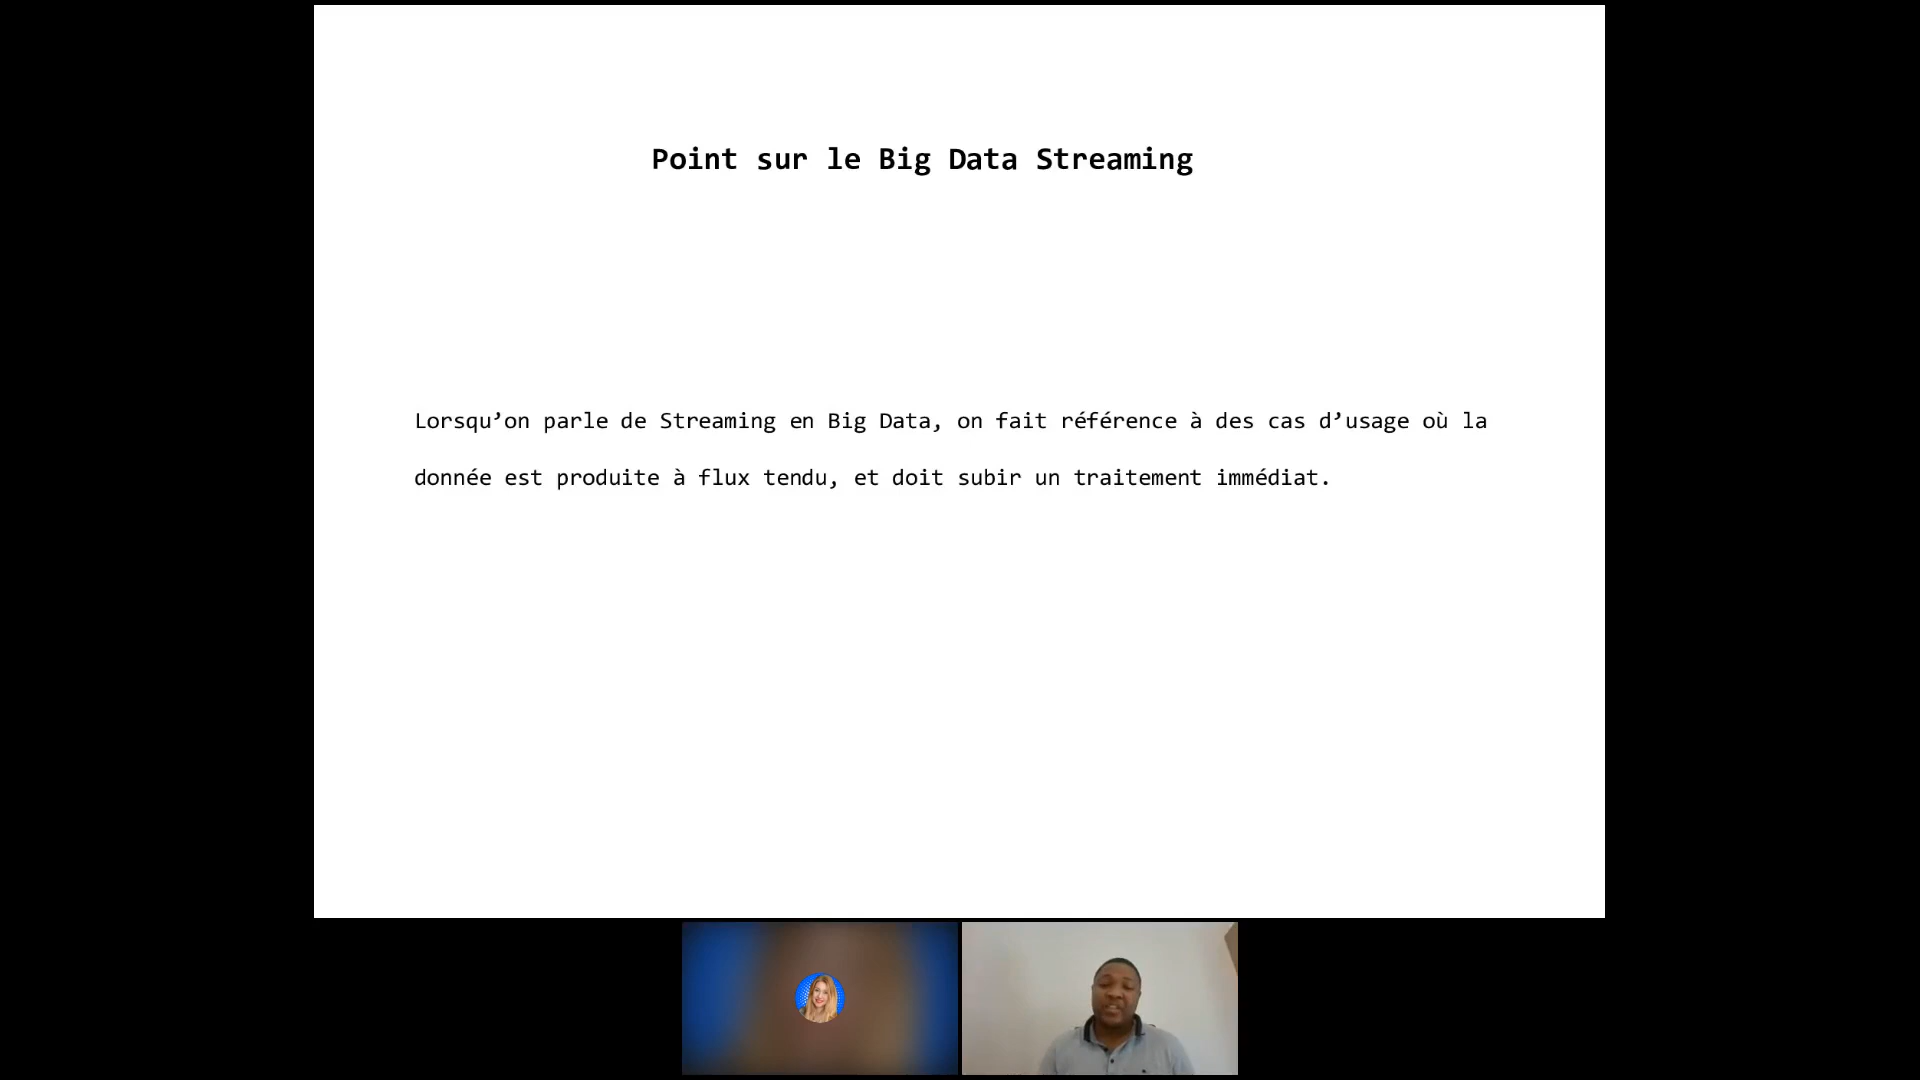 Point sur le Big Data Streaming
Lorsqu’on parle de Streaming en Big Data, on fait référence à des cas d’usage où la
donnée est produite à flux tendu, et doit subir un traitement immédiat.